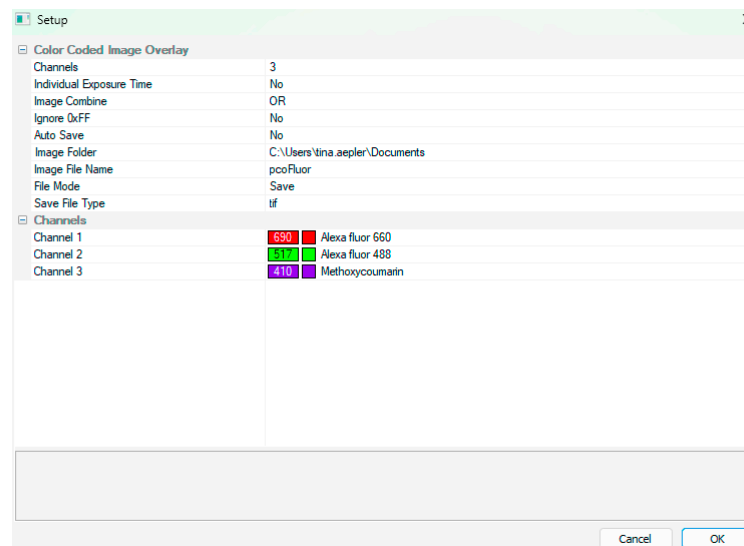 Setup
Color Coded Image Overlay
Channels 3
Individual Exposure Time No
Image Combine OR
Ignore 0xFF No
Auto Save No
Image Folder C:\Users\tina.aepler\Documents
Image File Name pcoFluor
File Mode Save
Save File Type tif
Channels
Channel 1 690 Alexa fluor 660
Channel 2 517 Alexa fluor 488
Channel 3 410 Methoxycoumarin
Cancel OK